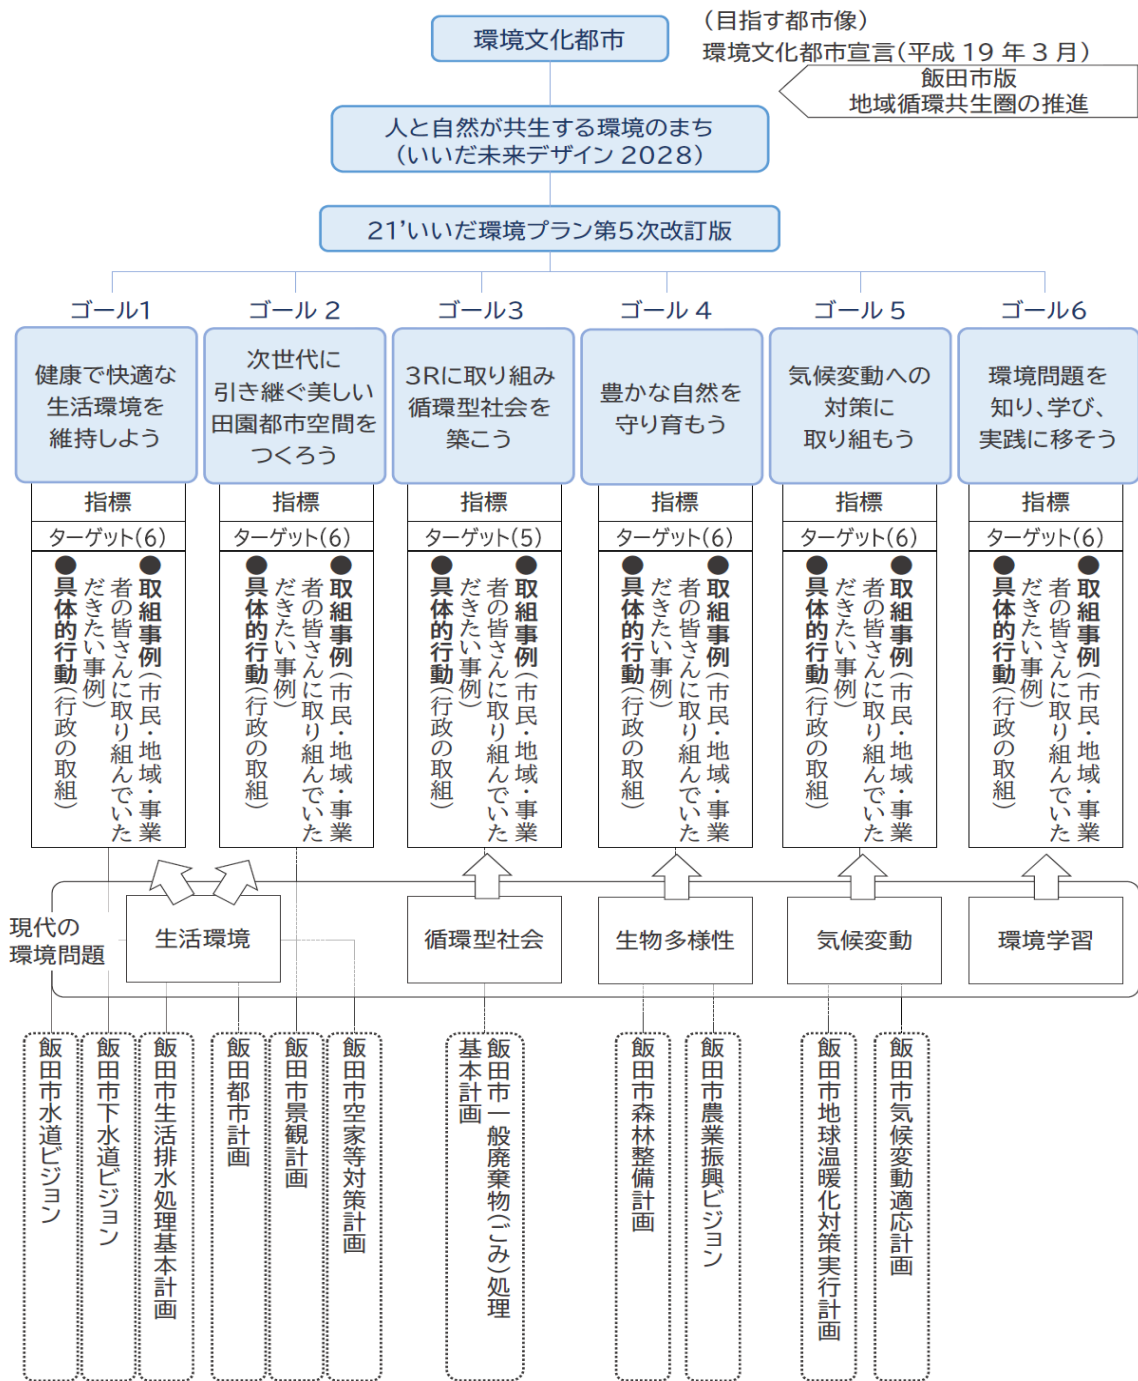 環境文化都市
(目指す都市像)
環境文化都市宣言(平成 19 年 3 月)
飯田市版
地域循環共生圏の推進
人と自然が共生する環境のまち
(いいだ未来デザイン 2028)
21’いいだ環境プラン第5次改訂版
ゴール1
健康で快適な
生活環境を
維持しよう
指標
ターゲット(6)
●取組事例(市民・地域・事業
者の皆さんに取り組んでいた
だきたい事例)
●具体的行動(行政の取組)
ゴール 2
次世代に
引き継ぐ美しい
田園都市空間を
つくろう
指標
ターゲット(6)
●取組事例(市民・地域・事業
者の皆さんに取り組んでいた
だきたい事例)
●具体的行動(行政の取組)
ゴール3
3Rに取り組み
循環型社会を
築こう
指標
ターゲット(5)
●取組事例(市民・地域・事業
者の皆さんに取り組んでいた
だきたい事例)
●具体的行動(行政の取組)
ゴール 4
豊かな自然を
守り育もう
指標
ターゲット(6)
●取組事例(市民・地域・事業
者の皆さんに取り組んでいた
だきたい事例)
●具体的行動(行政の取組)
ゴール 5
気候変動への
対策に
取り組もう
指標
ターゲット(6)
●取組事例(市民・地域・事業
者の皆さんに取り組んでいた
だきたい事例)
●具体的行動(行政の取組)
ゴール6
環境問題を
知り、学び、
実践に移そう
指標
ターゲット(6)
●取組事例(市民・地域・事業
者の皆さんに取り組んでいた
だきたい事例)
●具体的行動(行政の取組)
現代の
環境問題
生活環境
循環型社会
生物多様性
気候変動
環境学習
飯田市水道ビジョン
飯田市下水道ビジョン
飯田市生活排水処理基本計画
飯田都市計画
飯田市景観計画
飯田市空家等対策計画
飯田市一般廃棄物(ごみ)処理
基本計画
飯田市森林整備計画
飯田市農業振興ビジョン
飯田市地球温暖化対策実行計画
飯田市気候変動適応計画